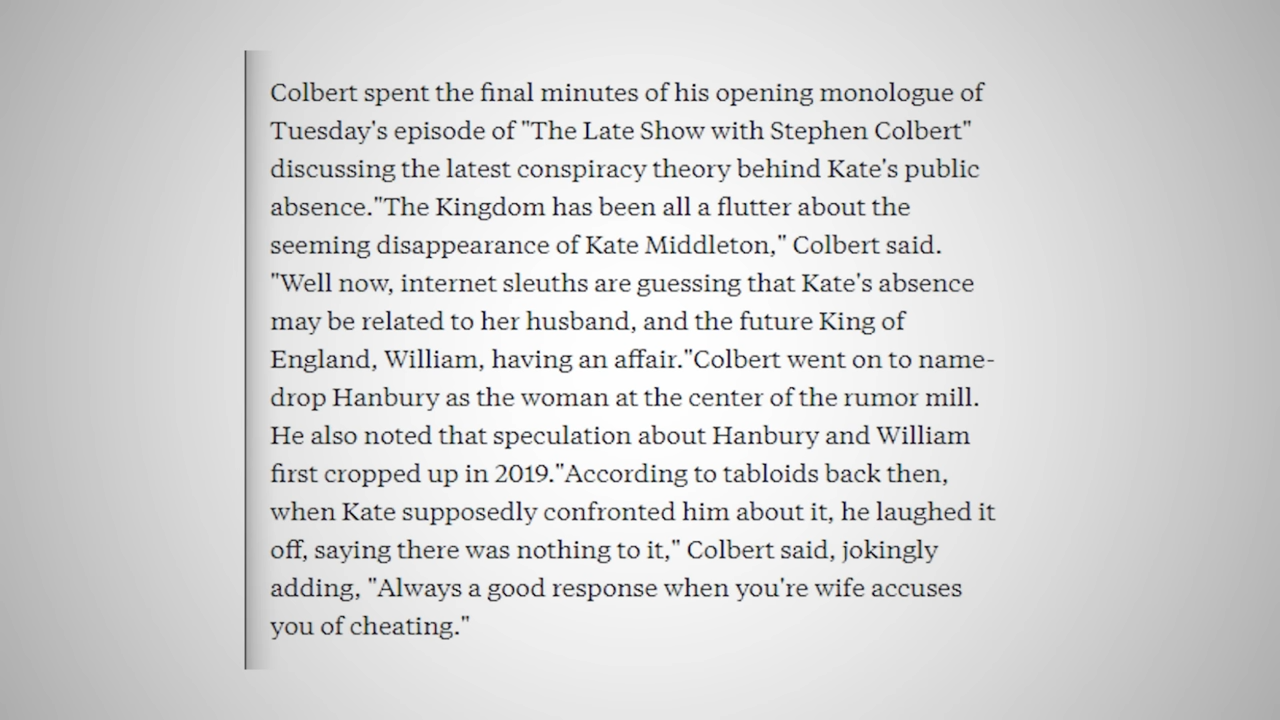 Colbert spent the final minutes of his opening monologue of
Tuesday's episode of "The Late Show with Stephen Colbert"
discussing the latest conspiracy theory behind Kate's public
absence."The Kingdom has been all a flutter about the
seeming disappearance of Kate Middleton," Colbert said.
"Well now, internet sleuths are guessing that Kate's absence
may be related to her husband, and the future King of
England, William, having an affair."Colbert went on to name-
drop Hanbury as the woman at the center of the rumor mill.
He also noted that speculation about Hanbury and William
first cropped up in 2019."According to tabloids back then,
when Kate supposedly confronted him about it, he laughed it
off, saying there was nothing to it," Colbert said, jokingly
adding, "Always a good response when you're wife accuses
you of cheating."